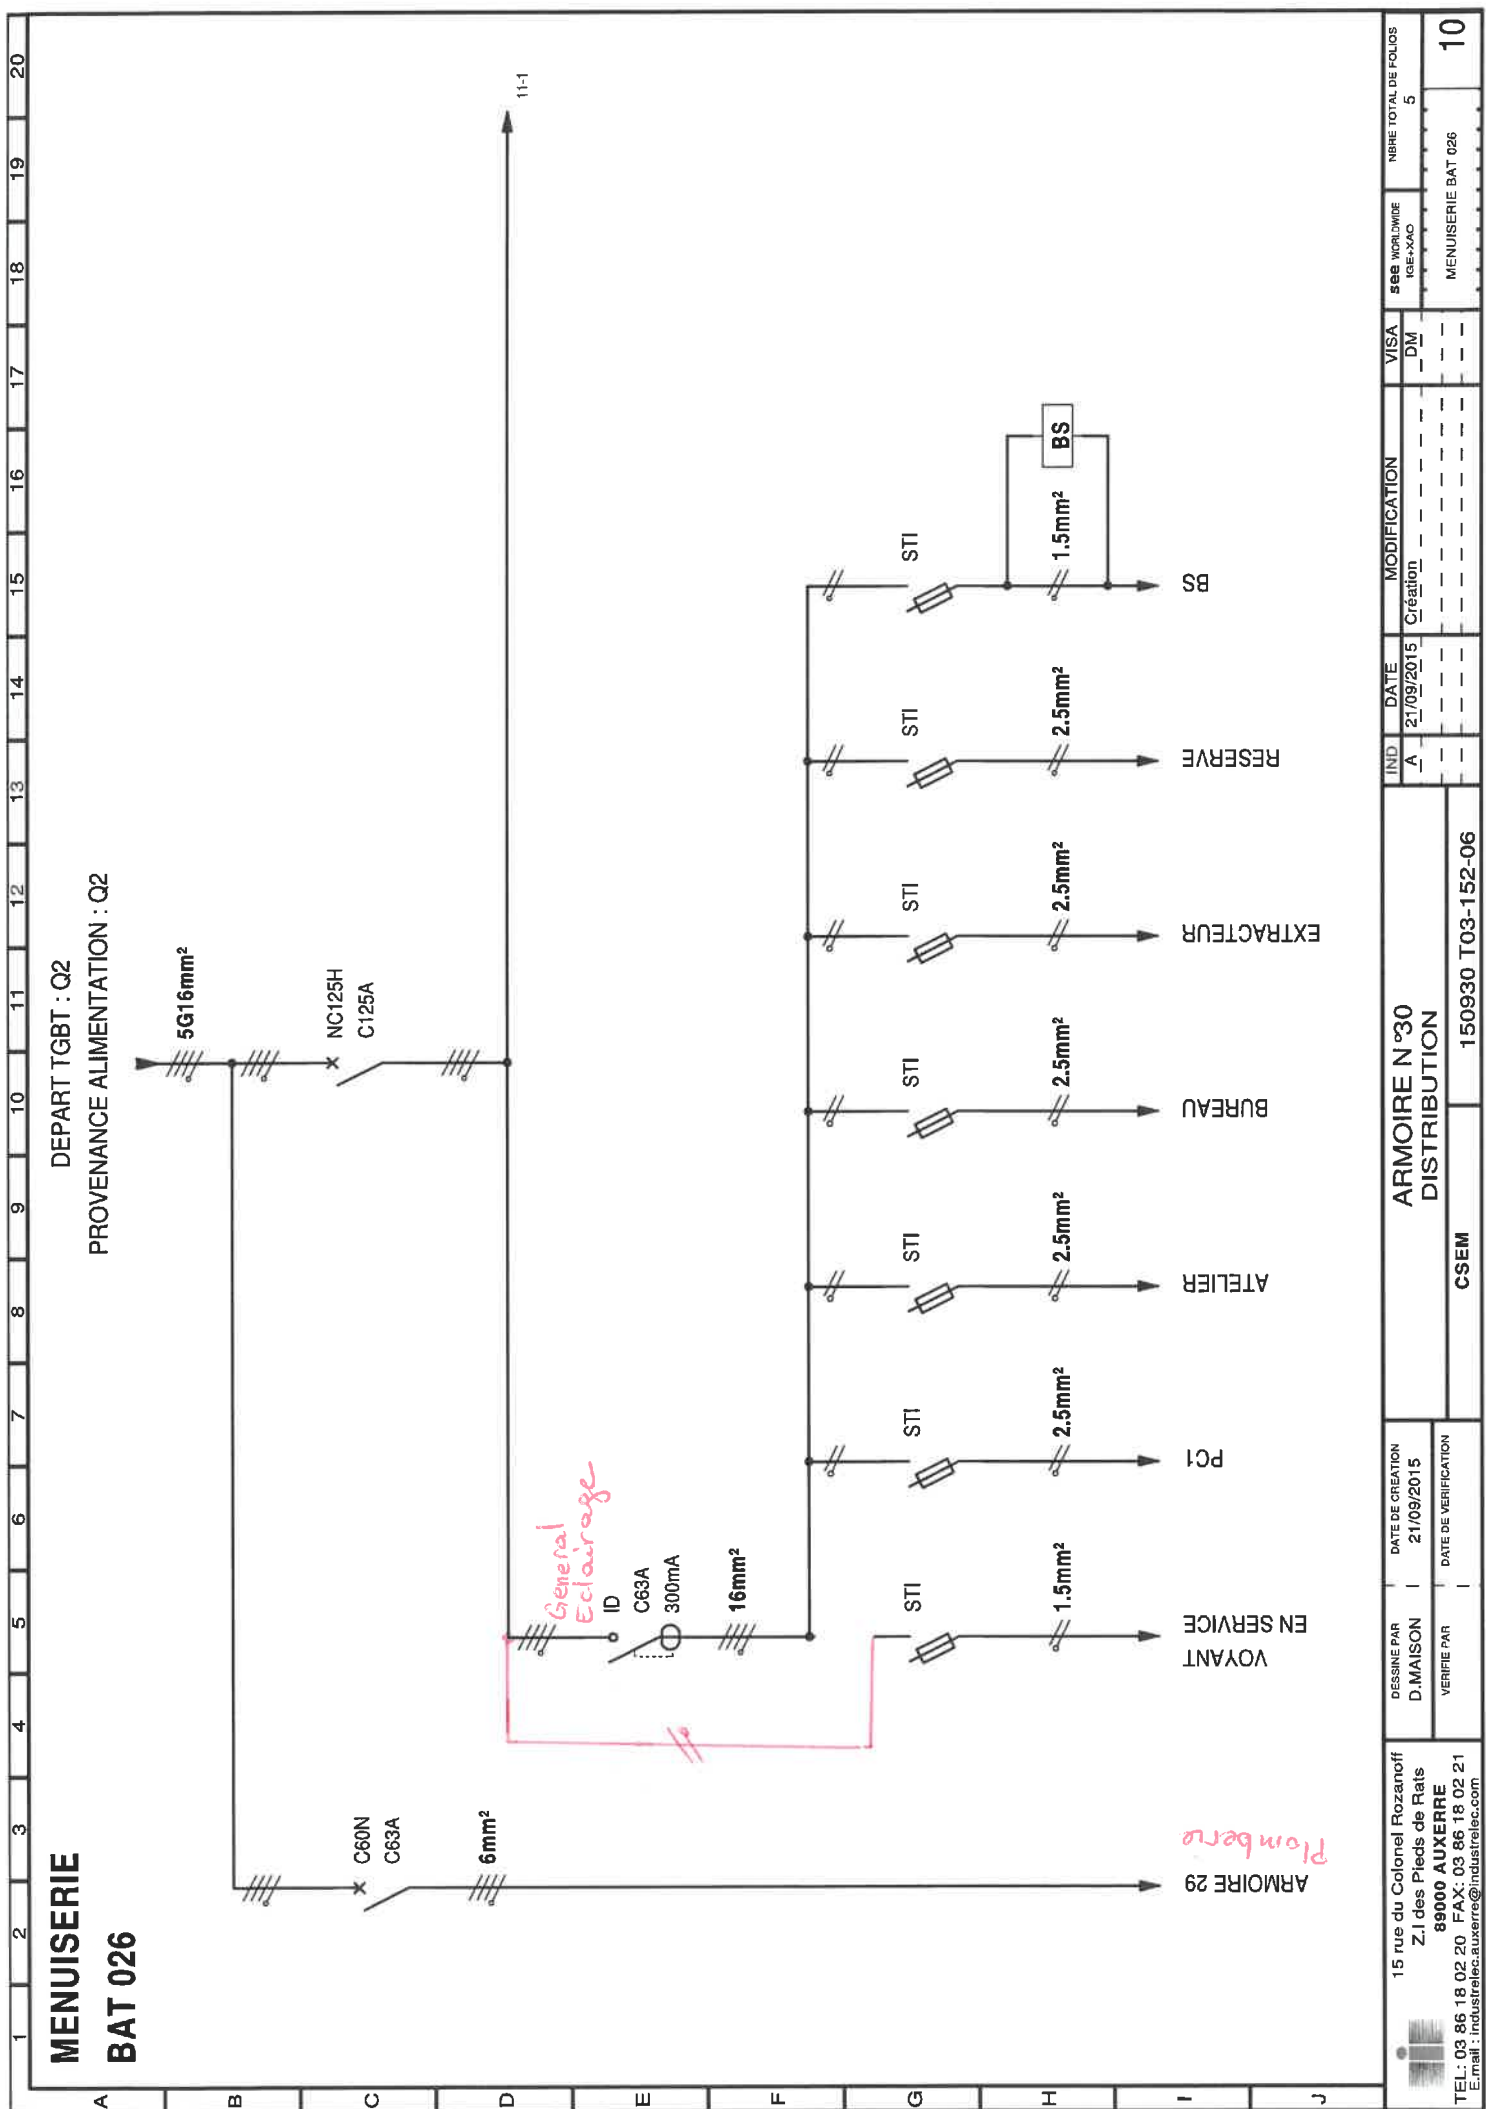 1 2 3 4 5 6 7 8 9 10 11 12 13 14 15 16 17 18 19 20
A
B
C
D
E
F
G
H
I
J
MENUISERIE
BAT 026
DEPART TGBT : Q2
PROVENANCE ALIMENTATION : Q2
5G16mm²
NC125H
C125A
11-1
C60N
C63A
6mm²
ARMOIRE 29
Plomberie
General
Eclairage
ID
C63A
300mA
16mm²
STI
1.5mm²
VOYANT
EN SERVICE
STI
2.5mm²
PC1
STI
2.5mm²
ATELIER
STI
2.5mm²
BUREAU
STI
2.5mm²
EXTRACTEUR
STI
2.5mm²
RESERVE
STI
1.5mm²
BS
BS
15 rue du Colonel Rozanoff
Z.I des Pieds de Rats
89000 AUXERRE
TEL: 03 86 18 02 20 FAX: 03 86 18 02 21
E.mail : industrelec.auxerre@industrelec.com
DESSINE PAR
D.MAISON
DATE DE CREATION
21/09/2015
VERIFIE PAR
DATE DE VERIFICATION
ARMOIRE N°30
DISTRIBUTION
CSEM
150930 T03-152-06
IND DATE MODIFICATION VISA
A 21/09/2015 Création DM
see WORLDWIDE
IGE+XAO
NBRE TOTAL DE FOLIOS
5
MENUISERIE BAT 026
10